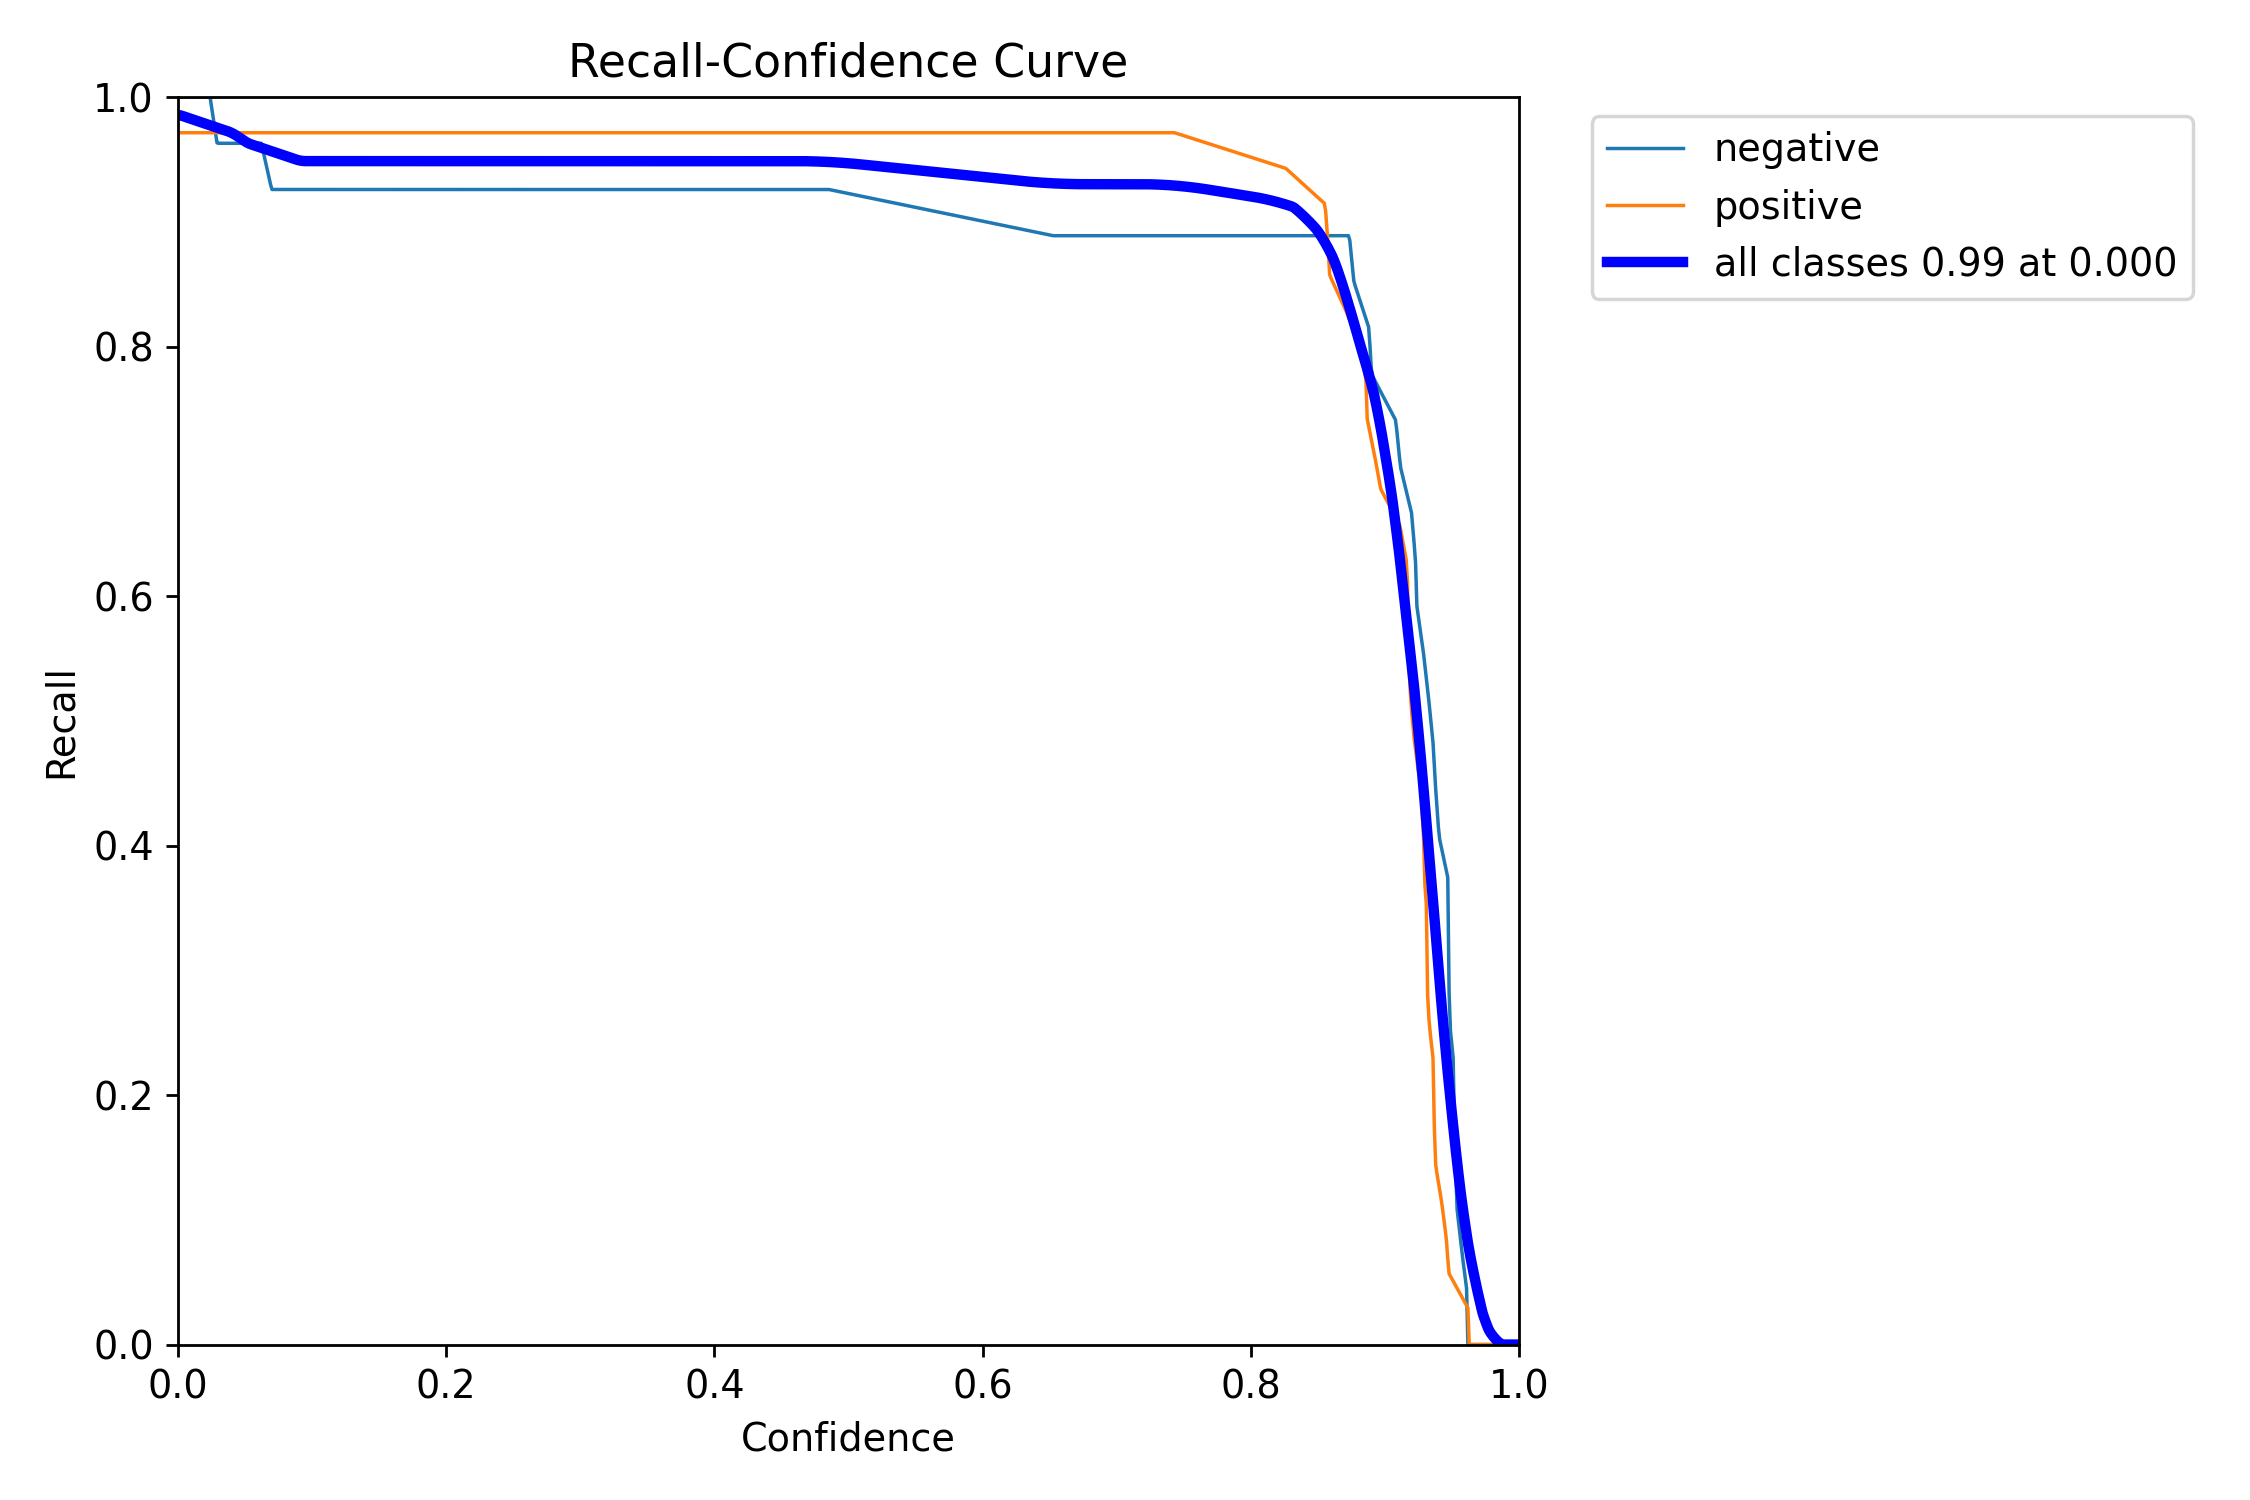 Recall-Confidence Curve
1.0
0.8
0.6
0.4
0.2
0.0
Recall
0.0 0.2 0.4 0.6 0.8 1.0
Confidence
negative
positive
all classes 0.99 at 0.000